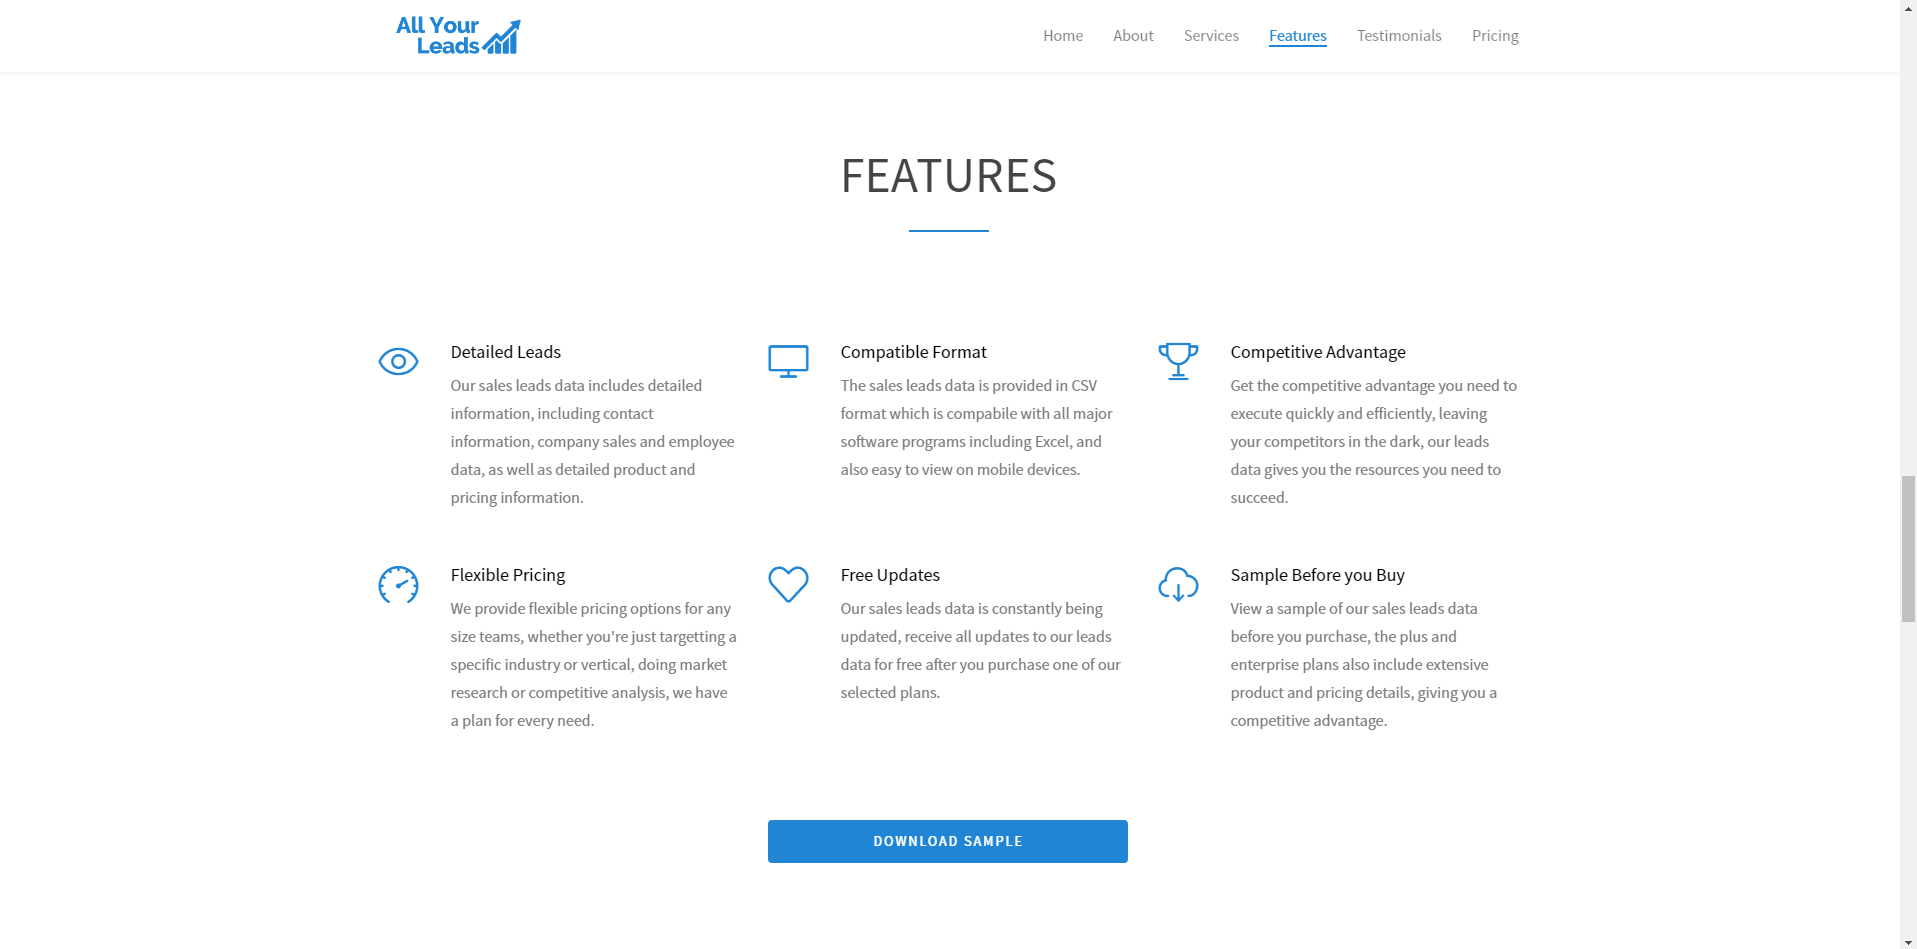 All Your
Leads
Home About Services Features Testimonials Pricing
FEATURES
Detailed Leads
Our sales leads data includes detailed
information, including contact
information, company sales and employee
data, as well as detailed product and
pricing information.
Compatible Format
The sales leads data is provided in CSV
format which is compabile with all major
software programs including Excel, and
also easy to view on mobile devices.
Competitive Advantage
Get the competitive advantage you need to
execute quickly and efficiently, leaving
your competitors in the dark, our leads
data gives you the resources you need to
succeed.
Flexible Pricing
We provide flexible pricing options for any
size teams, whether you're just targetting a
specific industry or vertical, doing market
research or competitive analysis, we have
a plan for every need.
Free Updates
Our sales leads data is constantly being
updated, receive all updates to our leads
data for free after you purchase one of our
selected plans.
Sample Before you Buy
View a sample of our sales leads data
before you purchase, the plus and
enterprise plans also include extensive
product and pricing details, giving you a
competitive advantage.
DOWNLOAD SAMPLE